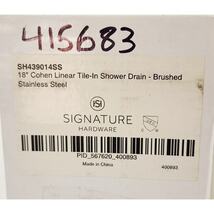 415683
SH439014SS
18" Cohen Linear Tile-In Shower Drain - Brushed
Stainless Steel
SIGNATURE
HARDWARE
PID_567620_400893
Made in China
400893